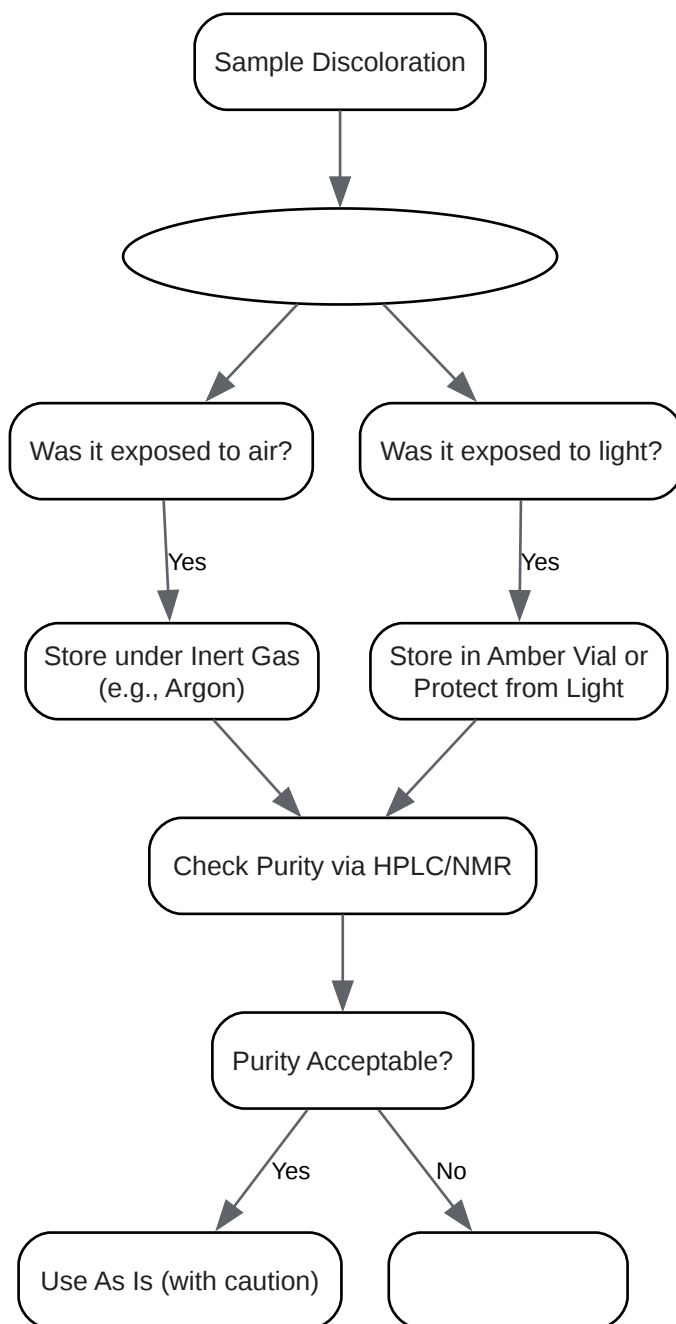 Sample Discoloration
Was it exposed to air?
Was it exposed to light?
Yes
Yes
Store under Inert Gas
(e.g., Argon)
Store in Amber Vial or
Protect from Light
Check Purity via HPLC/NMR
Purity Acceptable?
Yes
No
Use As Is (with caution)